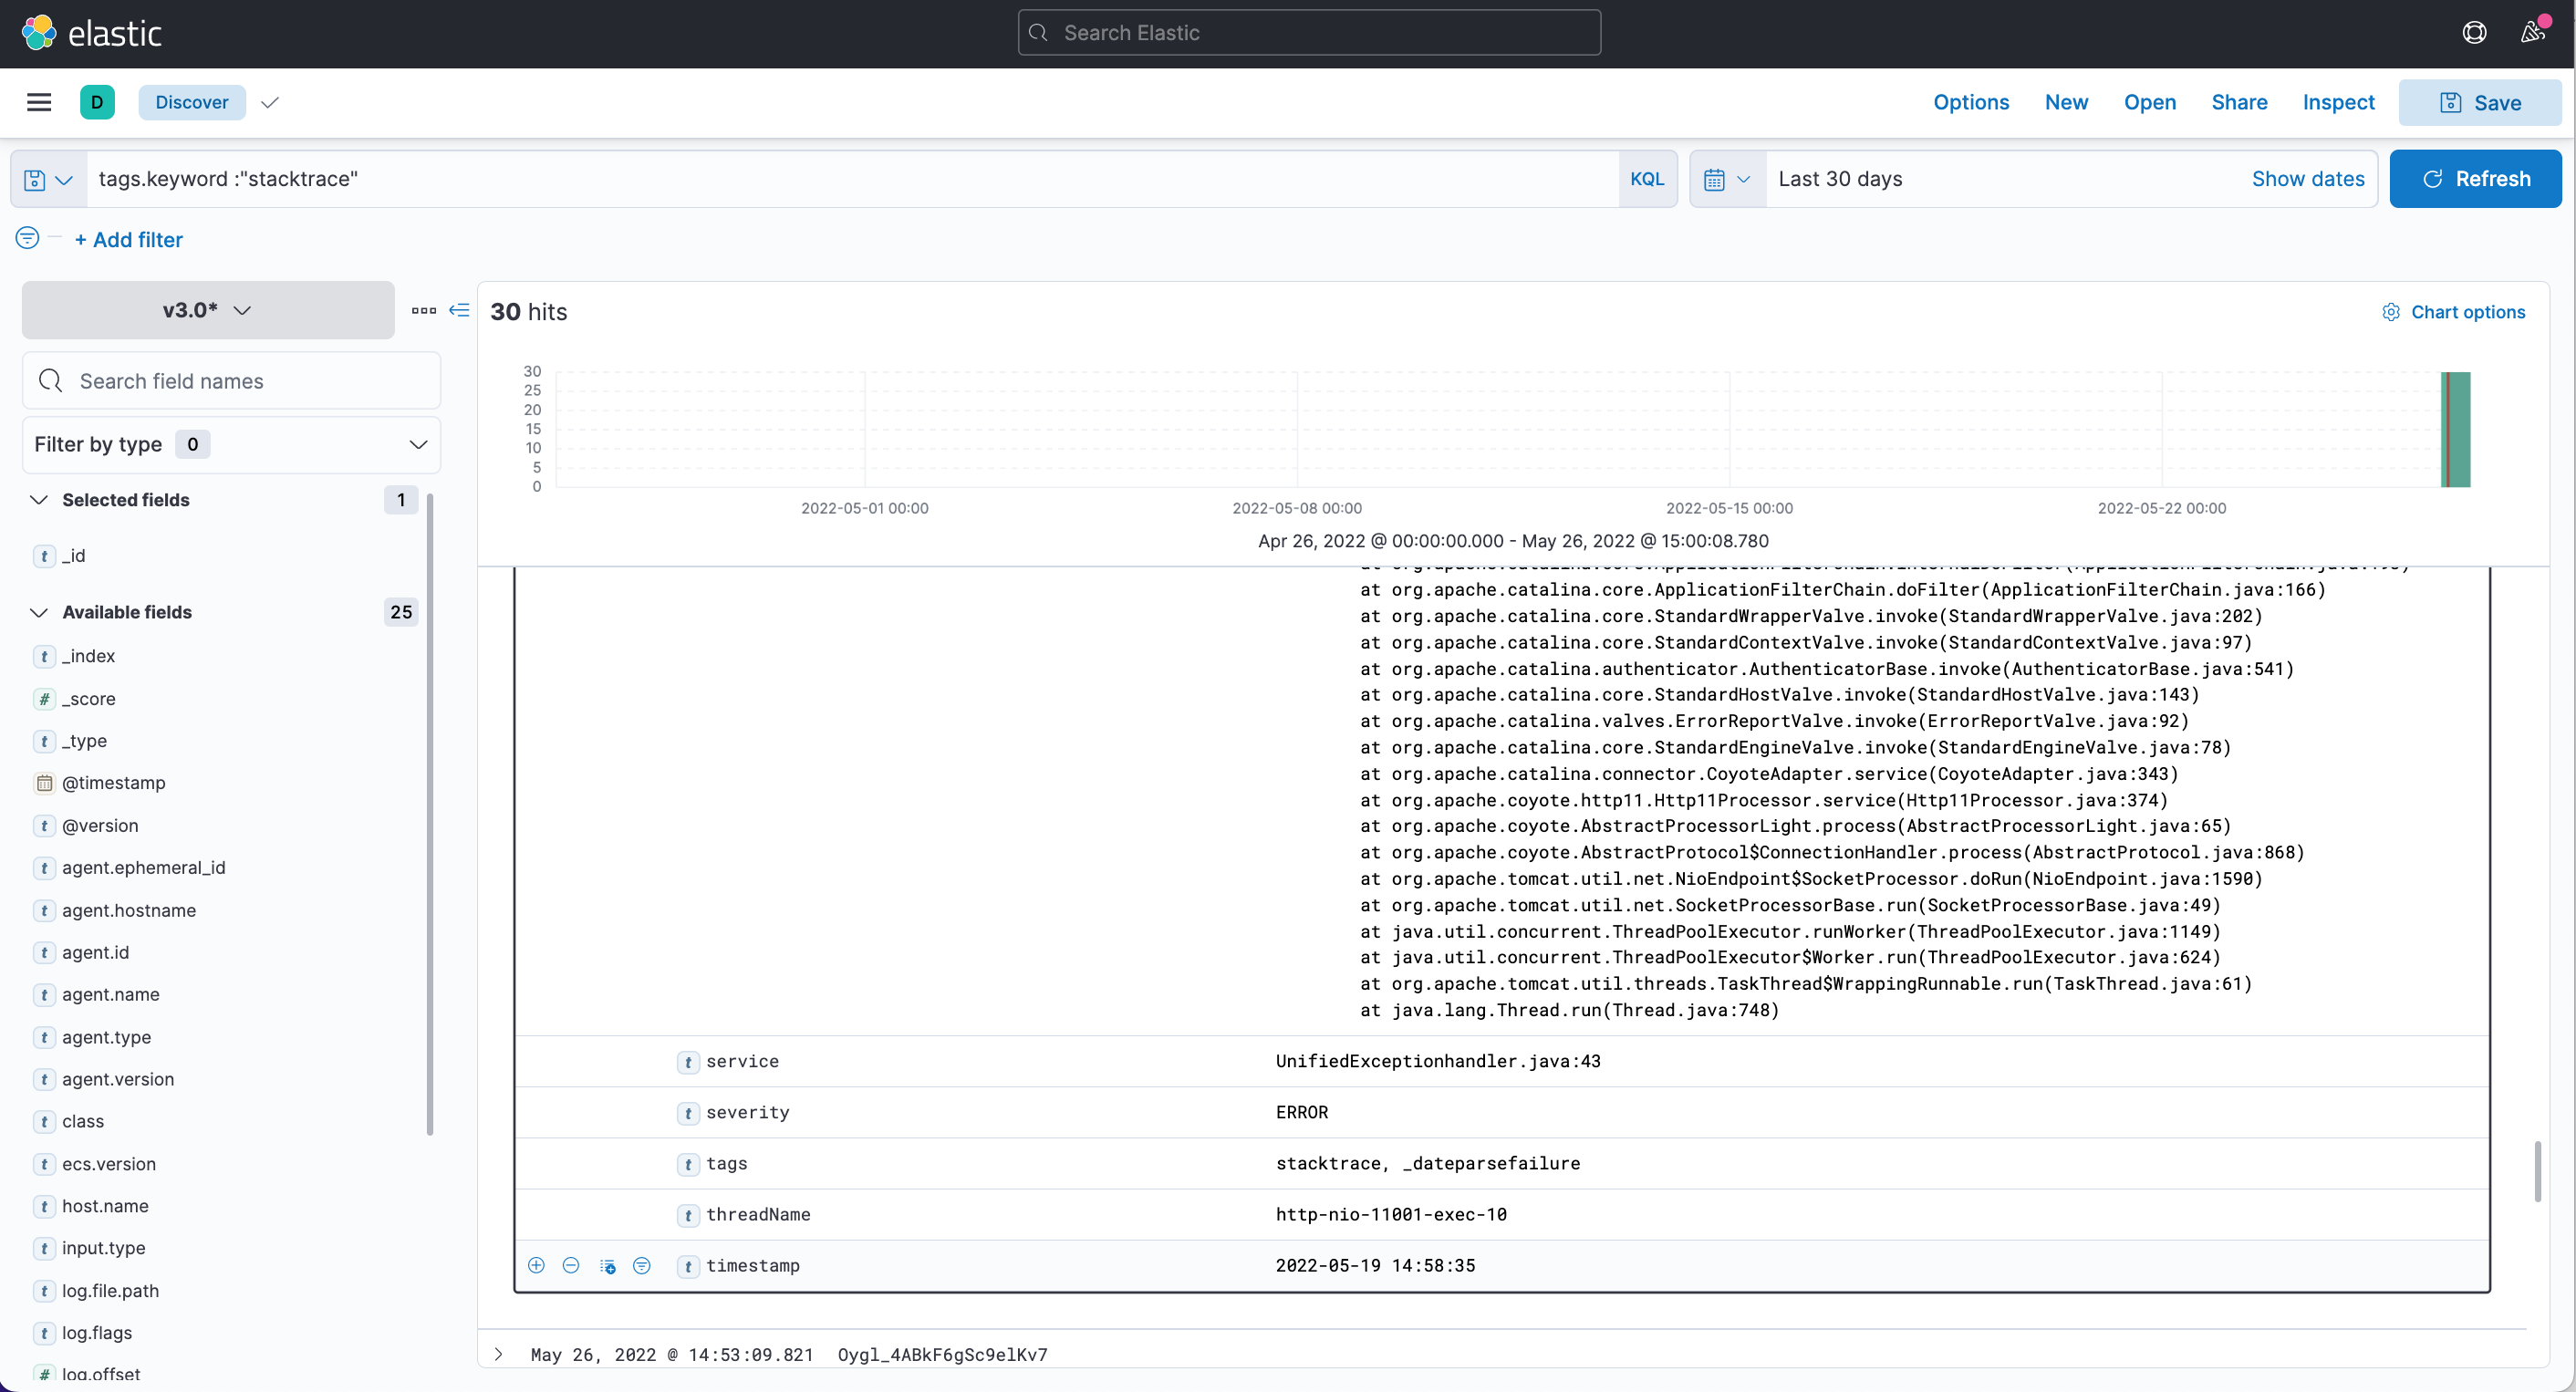 elastic
Search Elastic
D
Discover
Options New Open Share Inspect Save
tags.keyword :"stacktrace"
KQL
Last 30 days
Show dates
Refresh
+ Add filter
v3.0*
Search field names
Filter by type 0
Selected fields 1
t _id
Available fields 25
t _index
# _score
t _type
@timestamp
t @version
t agent.ephemeral_id
t agent.hostname
t agent.id
t agent.name
t agent.type
t agent.version
t class
t ecs.version
t host.name
t input.type
t log.file.path
t log.flags
# log.offset
30 hits
Chart options
30
25
20
15
10
5
0
2022-05-01 00:00 2022-05-08 00:00 2022-05-15 00:00 2022-05-22 00:00
Apr 26, 2022 @ 00:00:00.000 - May 26, 2022 @ 15:00:08.780
at org.apache.catalina.core.ApplicationFilterChain.doFilter(ApplicationFilterChain.java:166)
at org.apache.catalina.core.StandardWrapperValve.invoke(StandardWrapperValve.java:202)
at org.apache.catalina.core.StandardContextValve.invoke(StandardContextValve.java:97)
at org.apache.catalina.authenticator.AuthenticatorBase.invoke(AuthenticatorBase.java:541)
at org.apache.catalina.core.StandardHostValve.invoke(StandardHostValve.java:143)
at org.apache.catalina.valves.ErrorReportValve.invoke(ErrorReportValve.java:92)
at org.apache.catalina.core.StandardEngineValve.invoke(StandardEngineValve.java:78)
at org.apache.catalina.connector.CoyoteAdapter.service(CoyoteAdapter.java:343)
at org.apache.coyote.http11.Http11Processor.service(Http11Processor.java:374)
at org.apache.coyote.AbstractProcessorLight.process(AbstractProcessorLight.java:65)
at org.apache.coyote.AbstractProtocol$ConnectionHandler.process(AbstractProtocol.java:868)
at org.apache.tomcat.util.net.NioEndpoint$SocketProcessor.doRun(NioEndpoint.java:1590)
at org.apache.tomcat.util.net.SocketProcessorBase.run(SocketProcessorBase.java:49)
at java.util.concurrent.ThreadPoolExecutor.runWorker(ThreadPoolExecutor.java:1149)
at java.util.concurrent.ThreadPoolExecutor$Worker.run(ThreadPoolExecutor.java:624)
at org.apache.tomcat.util.threads.TaskThread$WrappingRunnable.run(TaskThread.java:61)
at java.lang.Thread.run(Thread.java:748)
t service UnifiedExceptionhandler.java:43
t severity ERROR
t tags stacktrace, _dateparsefailure
t threadName http-nio-11001-exec-10
t timestamp 2022-05-19 14:58:35
May 26, 2022 @ 14:53:09.821 Oygl_4ABkF6gSc9elKv7